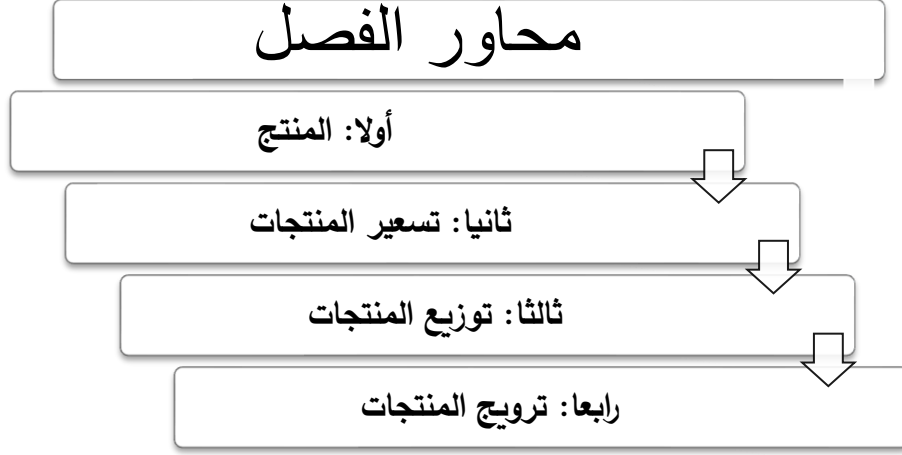 محاور الفصل
أولا: المنتج
ثانيا: تسعير المنتجات
ثالثا: توزيع المنتجات
رابعا: ترويج المنتجات